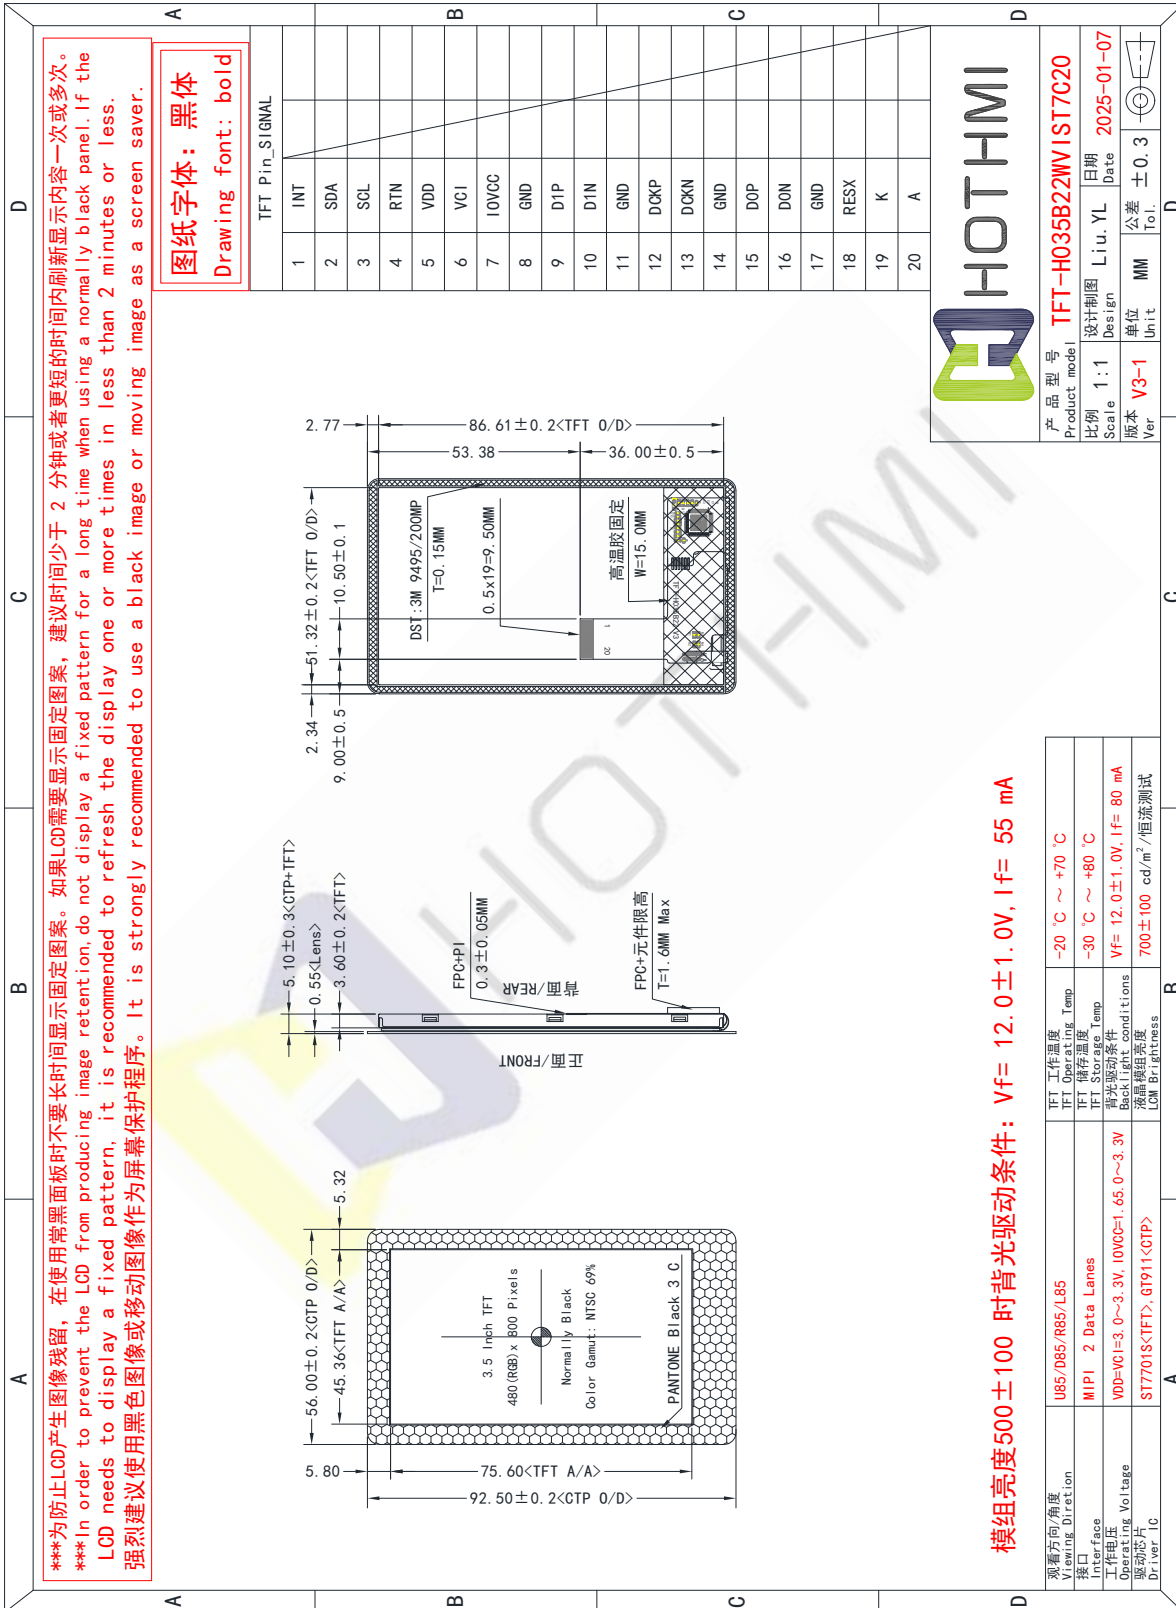 ***为防止LCD产生图像残留，在使用常黑面板时不要长时间显示固定图案。如果LCD需要显示固定图案，建议时间少于 2 分钟或者更短的时间内刷新显示内容一次或多次。
***In order to prevent the LCD from producing image retention,do not display a fixed pattern for a long time when using a normally black panel.If the
LCD needs to display a fixed pattern, it is recommended to refresh the display one or more times in less than 2 minutes or less.
强烈建议使用黑色图像或移动图像作为屏幕保护程序。It is strongly recommended to use a black image or moving image as a screen saver.
图纸字体：黑体
Drawing font: bold
TFT Pin_SIGNAL
1 INT
2 SDA
3 SCL
4 RTN
5 VDD
6 VCI
7 IOVCC
8 GND
9 D1P
10 D1N
11 GND
12 DCKP
13 DCKN
14 GND
15 DOP
16 DON
17 GND
18 RESX
19 K
20 A
56.00±0.2<CTP O/D>
45.36<TFT A/A>
5.32
5.80
75.60<TFT A/A>
92.50±0.2<CTP O/D>
3.5 Inch TFT
480(RGB)x 800 Pixels
Normally Black
Color Gamut: NTSC 69%
PANTONE Black 3 C
5.10±0.3<CTP+TFT>
0.55<Lens>
3.60±0.2<TFT>
FPC+PI
0.3±0.05MM
背面/REAR
正面/FRONT
FPC+元件限高
T=1.6MM Max
2.34
51.32±0.2<TFT O/D>
9.00±0.5
10.50±0.1
2.77
86.61±0.2<TFT O/D>
53.38
36.00±0.5
DST:3M 9495/200MP
T=0.15MM
0.5x19=9.50MM
高温胶固定
W=15.0MM
1
20
模组亮度500±100 时背光驱动条件：Vf= 12.0±1.0V,If= 55 mA
观看方向/角度
Viewing Diretion
U85/D85/R85/L85
接口
Interface
MIPI 2 Data Lanes
工作电压
Operating Voltage
VDD=VCI=3.0～3.3V,IOVCC=1.65.0～3.3V
驱动芯片
Driver IC
ST7701S<TFT>,GT911<CTP>
TFT 工作温度
TFT Operating Temp
-20 ℃ ～ +70 ℃
TFT 储存温度
TFT Storage Temp
-30 ℃ ～ +80 ℃
背光驱动条件
Backlight conditions
Vf= 12.0±1.0V,If= 80 mA
液晶模组亮度
LCM Brightness
700±100 cd/m²/恒流测试
HOTHMI
产品型号
Product model
TFT-H035B22WVIST7C20
比例
Scale
1:1
设计制图
Design
Liu.YL
日期
Date
2025-01-07
版本
Ver
V3-1
单位
Unit
MM
公差
Tol.
±0.3
A
B
C
D
A
B
C
D
A
B
C
D
A
B
C
D
HOTHMI